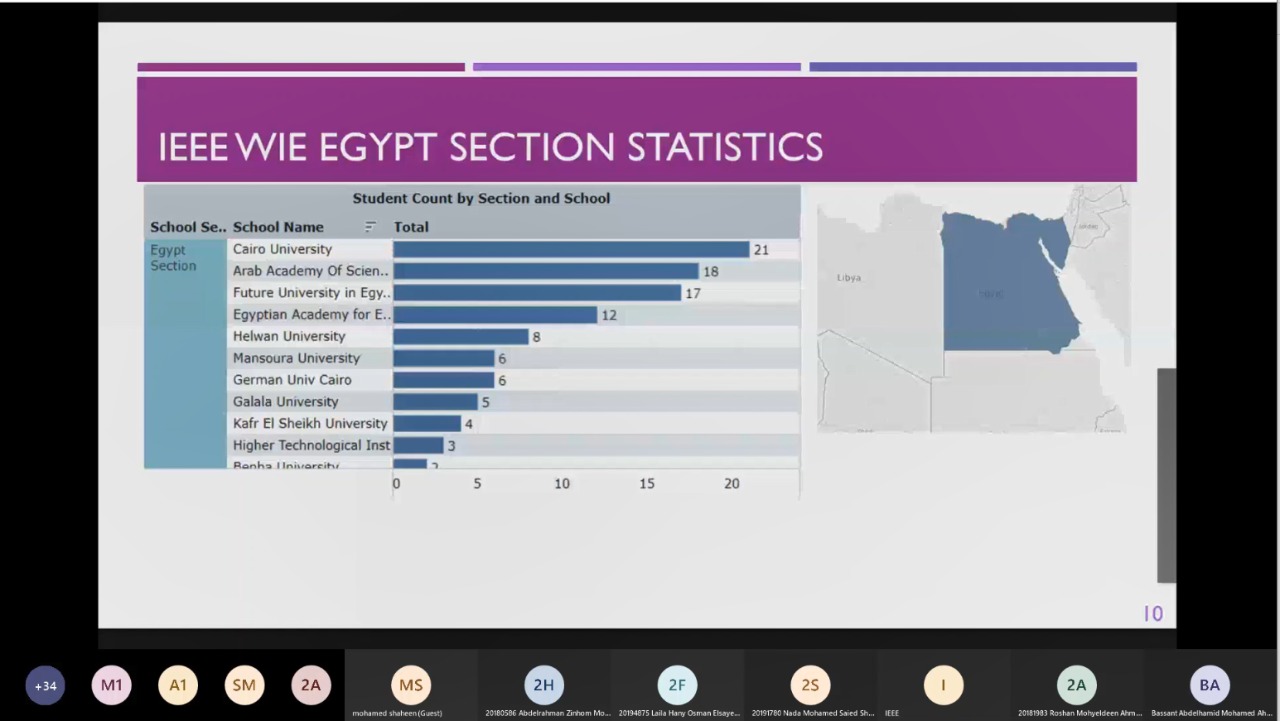 IEEE WIE EGYPT SECTION STATISTICS
Student Count by Section and School
School Se.. School Name Total
Egypt
Section
Cairo University 21
Arab Academy Of Scien.. 18
Future University in Egy.. 17
Egyptian Academy for E.. 12
Helwan University 8
Mansoura University 6
German Univ Cairo 6
Galala University 5
Kafr El Sheikh University 4
Higher Technological Inst 3
Benha University 2
0 5 10 15 20
Libya
10
+34 M1 A1 SM 2A MS 2H 2F 2S I 2A BA
mohamed shaheen (Guest)
20180586 Abdelrahman Zinhom Mo...
20194875 Laila Hany Osman Elsaye...
20191780 Nada Mohamed Saied Sh...
IEEE
20181983 Roshan Mohyeldeen Ahm...
Bassant Abdelhamid Mohamed Ah...